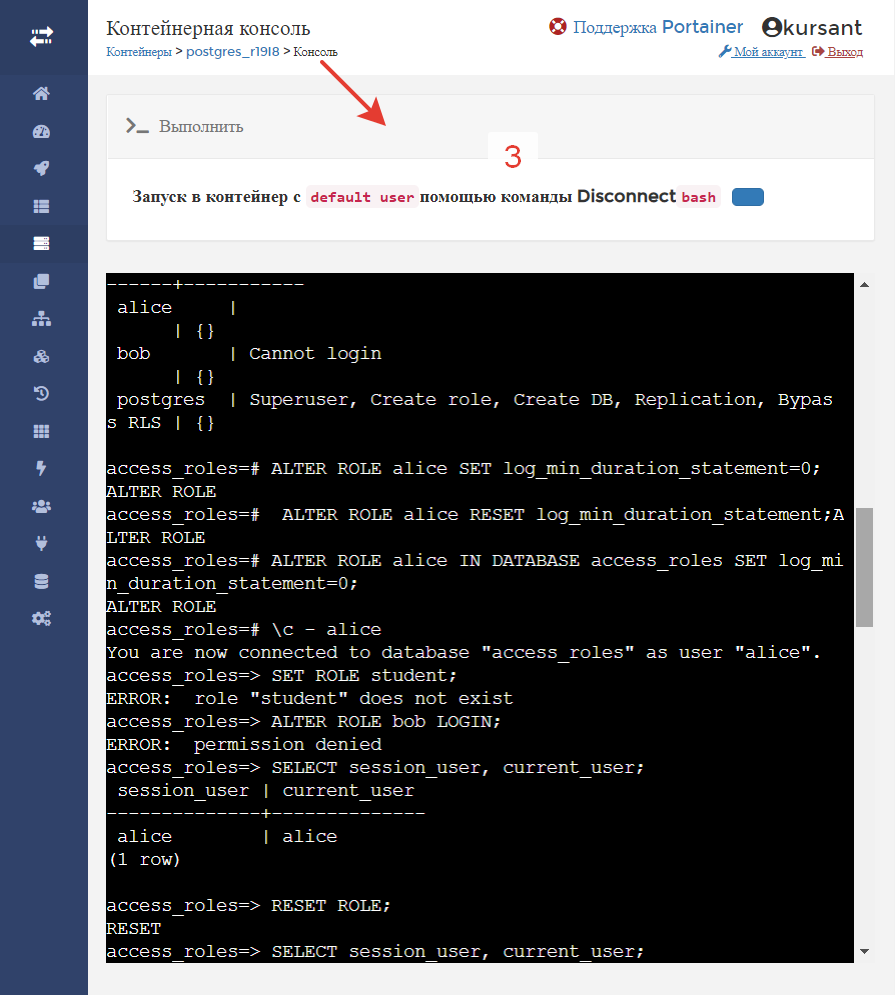 Контейнерная консоль
Поддержка Portainer
kursant
Контейнеры > postgres_r19l8 > Консоль
Мой аккаунт Выход
>_ Выполнить
3
Запуск в контейнер с default user помощью команды Disconnect bash
------+-----------
alice     |
| {}
bob       | Cannot login
| {}
postgres  | Superuser, Create role, Create DB, Replication, Bypas
s RLS | {}
access_roles=# ALTER ROLE alice SET log_min_duration_statement=0;
ALTER ROLE
access_roles=#  ALTER ROLE alice RESET log_min_duration_statement;A
LTER ROLE
access_roles=# ALTER ROLE alice IN DATABASE access_roles SET log_mi
n_duration_statement=0;
ALTER ROLE
access_roles=# \c - alice
You are now connected to database "access_roles" as user "alice".
access_roles=> SET ROLE student;
ERROR:  role "student" does not exist
access_roles=> ALTER ROLE bob LOGIN;
ERROR:  permission denied
access_roles=> SELECT session_user, current_user;
session_user | current_user
--------------+--------------
alice        | alice
(1 row)
access_roles=> RESET ROLE;
RESET
access_roles=> SELECT session_user, current_user;